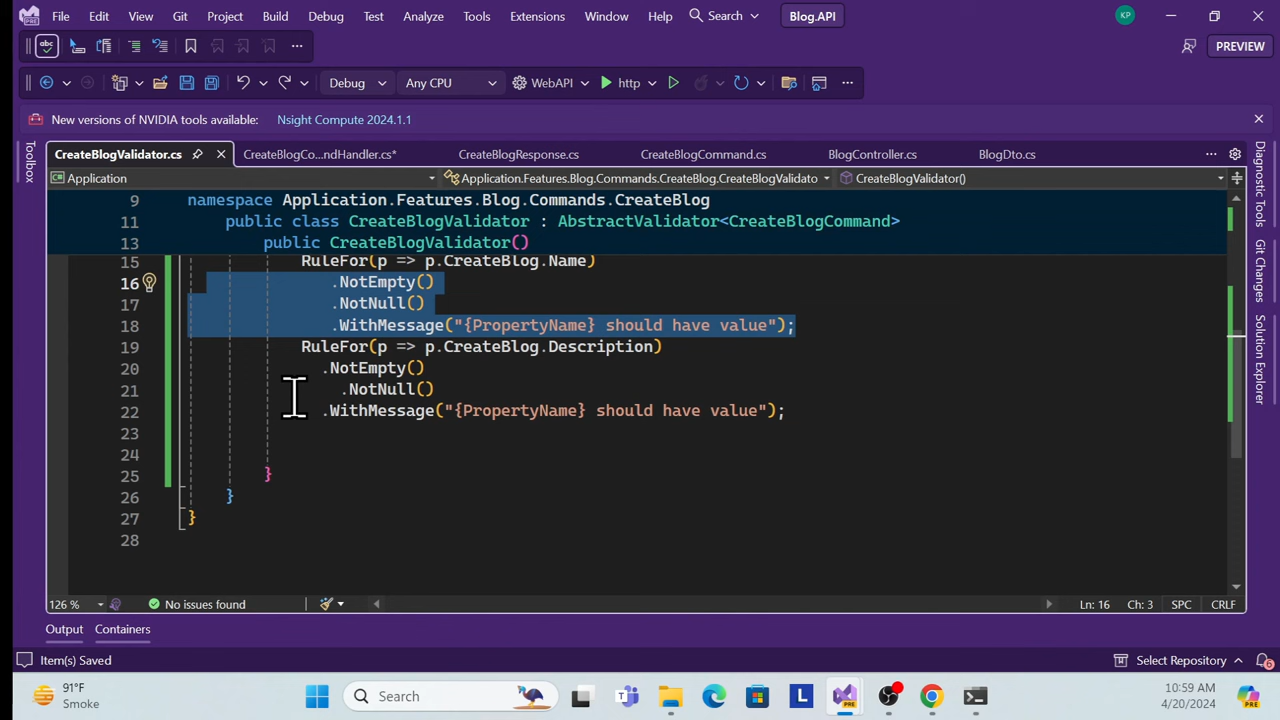 File Edit View Git Project Build Debug Test Analyze Tools Extensions Window Help Search Blog.API KP
abc PREVIEW
Debug Any CPU WebAPI http
New versions of NVIDIA tools available: Nsight Compute 2024.1.1
CreateBlogValidator.cs CreateBlogCo...ndHandler.cs* CreateBlogResponse.cs CreateBlogCommand.cs BlogController.cs BlogDto.cs
Application Application.Features.Blog.Commands.CreateBlog.CreateBlogValidato CreateBlogValidator()
9 namespace Application.Features.Blog.Commands.CreateBlog
11 public class CreateBlogValidator : AbstractValidator<CreateBlogCommand>
13 public CreateBlogValidator()
15 RuleFor(p => p.CreateBlog.Name)
16 .NotEmpty()
17 .NotNull()
18 .WithMessage("{PropertyName} should have value");
19 RuleFor(p => p.CreateBlog.Description)
20 .NotEmpty()
21 .NotNull()
22 .WithMessage("{PropertyName} should have value");
23
24
25 }
26 }
27 }
28
Toolbox
Diagnostic Tools
Git Changes
Solution Explorer
126 % No issues found Ln: 16 Ch: 3 SPC CRLF
Output Containers
Item(s) Saved Select Repository 6
91°F
Smoke
Search
L
PRE
10:59 AM
4/20/2024
PRE